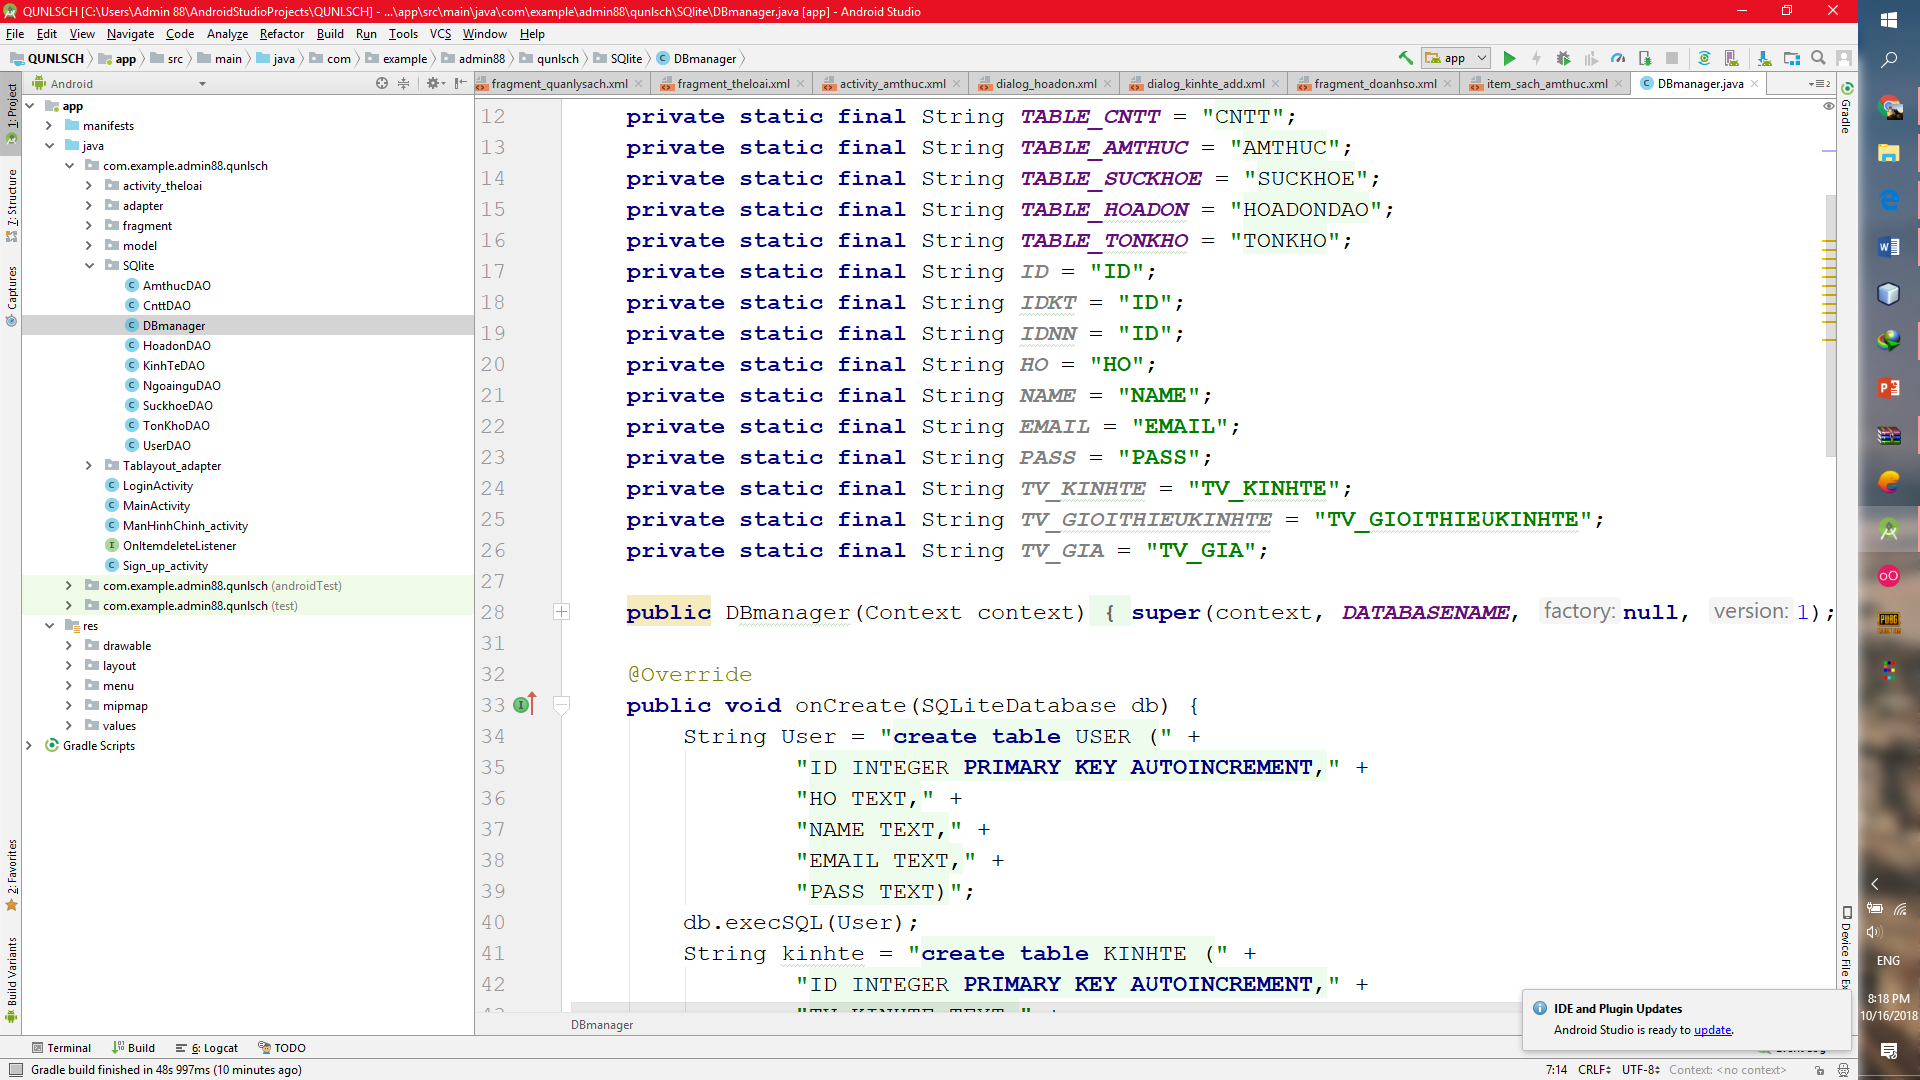 QUNLSCH [C:\Users\Admin 88\AndroidStudioProjects\QUNLSCH] - ...\app\src\main\java\com\example\admin88\qunlsch\SQlite\DBmanager.java [app] - Android Studio
File Edit View Navigate Code Analyze Refactor Build Run Tools VCS Window Help
QUNLSCH app src main java com example admin88 qunlsch SQlite DBmanager
app
Android
fragment_quanlysach.xml fragment_theloai.xml activity_amthuc.xml dialog_hoadon.xml dialog_kinhte_add.xml fragment_doanhso.xml item_sach_amthuc.xml DBmanager.java
1: Project
7: Structure
Captures
2: Favorites
Build Variants
app
manifests
java
com.example.admin88.qunlsch
activity_theloai
adapter
fragment
model
SQlite
AmthucDAO
CnttDAO
DBmanager
HoadonDAO
KinhTeDAO
NgoainguDAO
SuckhoeDAO
TonKhoDAO
UserDAO
Tablayout_adapter
LoginActivity
MainActivity
ManHinhChinh_activity
OnItemdeleteListener
Sign_up_activity
com.example.admin88.qunlsch (androidTest)
com.example.admin88.qunlsch (test)
res
drawable
layout
menu
mipmap
values
Gradle Scripts
12 private static final String TABLE_CNTT = "CNTT";
13 private static final String TABLE_AMTHUC = "AMTHUC";
14 private static final String TABLE_SUCKHOE = "SUCKHOE";
15 private static final String TABLE_HOADON = "HOADONDAO";
16 private static final String TABLE_TONKHO = "TONKHO";
17 private static final String ID = "ID";
18 private static final String IDKT = "ID";
19 private static final String IDNN = "ID";
20 private static final String HO = "HO";
21 private static final String NAME = "NAME";
22 private static final String EMAIL = "EMAIL";
23 private static final String PASS = "PASS";
24 private static final String TV_KINHTE = "TV_KINHTE";
25 private static final String TV_GIOITHIEUKINHTE = "TV_GIOITHIEUKINHTE";
26 private static final String TV_GIA = "TV_GIA";
27
28 public DBmanager(Context context) { super(context, DATABASENAME, factory: null, version: 1);
31
32 @Override
33 public void onCreate(SQLiteDatabase db) {
34 String User = "create table USER (" +
35 "ID INTEGER PRIMARY KEY AUTOINCREMENT," +
36 "HO TEXT," +
37 "NAME TEXT," +
38 "EMAIL TEXT," +
39 "PASS TEXT)";
40 db.execSQL(User);
41 String kinhte = "create table KINHTE (" +
42 "ID INTEGER PRIMARY KEY AUTOINCREMENT," +
DBmanager
Gradle
Device File Ex
IDE and Plugin Updates
Android Studio is ready to update.
Terminal Build 6: Logcat TODO
Gradle build finished in 48s 997ms (10 minutes ago)
7:14 CRLF UTF-8 Context: <no context>
ENG
8:18 PM
10/16/2018